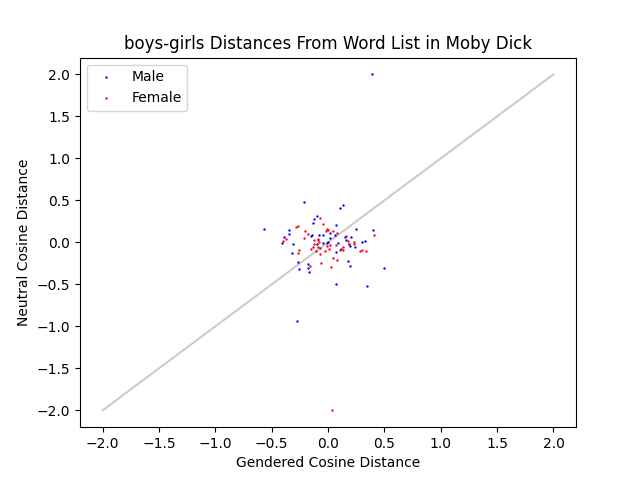 boys-girls Distances From Word List in Moby Dick
Male
Female
2.0
1.5
1.0
0.5
0.0
−0.5
−1.0
−1.5
−2.0
Neutral Cosine Distance
−2.0 −1.5 −1.0 −0.5 0.0 0.5 1.0 1.5 2.0
Gendered Cosine Distance